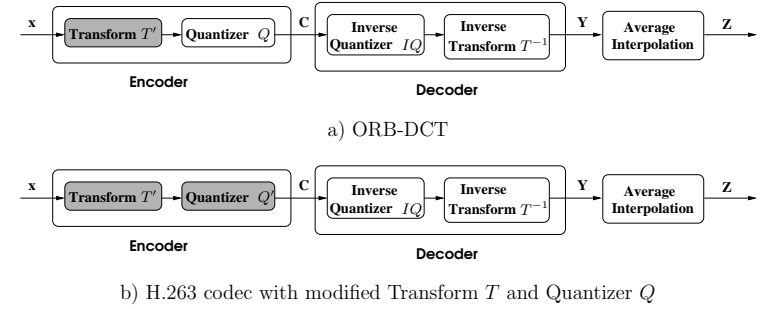 x Transform T′ Quantizer Q C Inverse Quantizer IQ Inverse Transform T⁻¹ Y Average Interpolation Z
Encoder
Decoder
a) ORB-DCT
x Transform T′ Quantizer Q′ C Inverse Quantizer IQ Inverse Transform T⁻¹ Y Average Interpolation Z
Encoder
Decoder
b) H.263 codec with modified Transform T and Quantizer Q